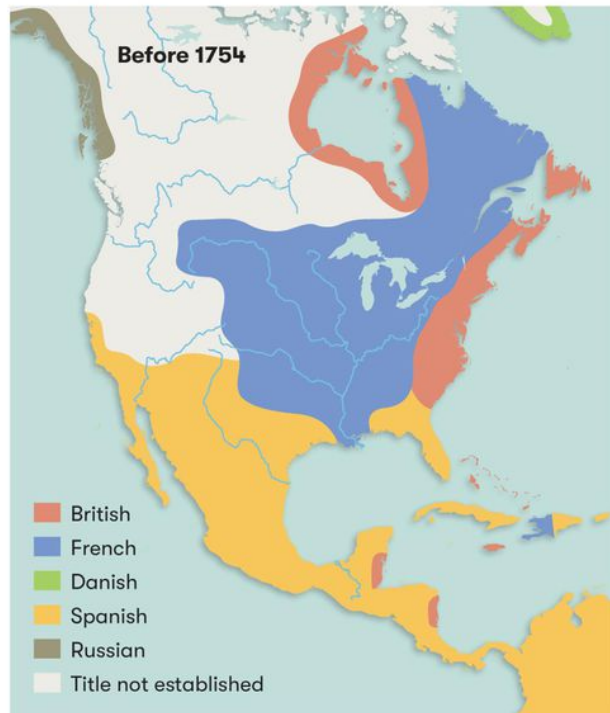 Before 1754
British
French
Danish
Spanish
Russian
Title not established